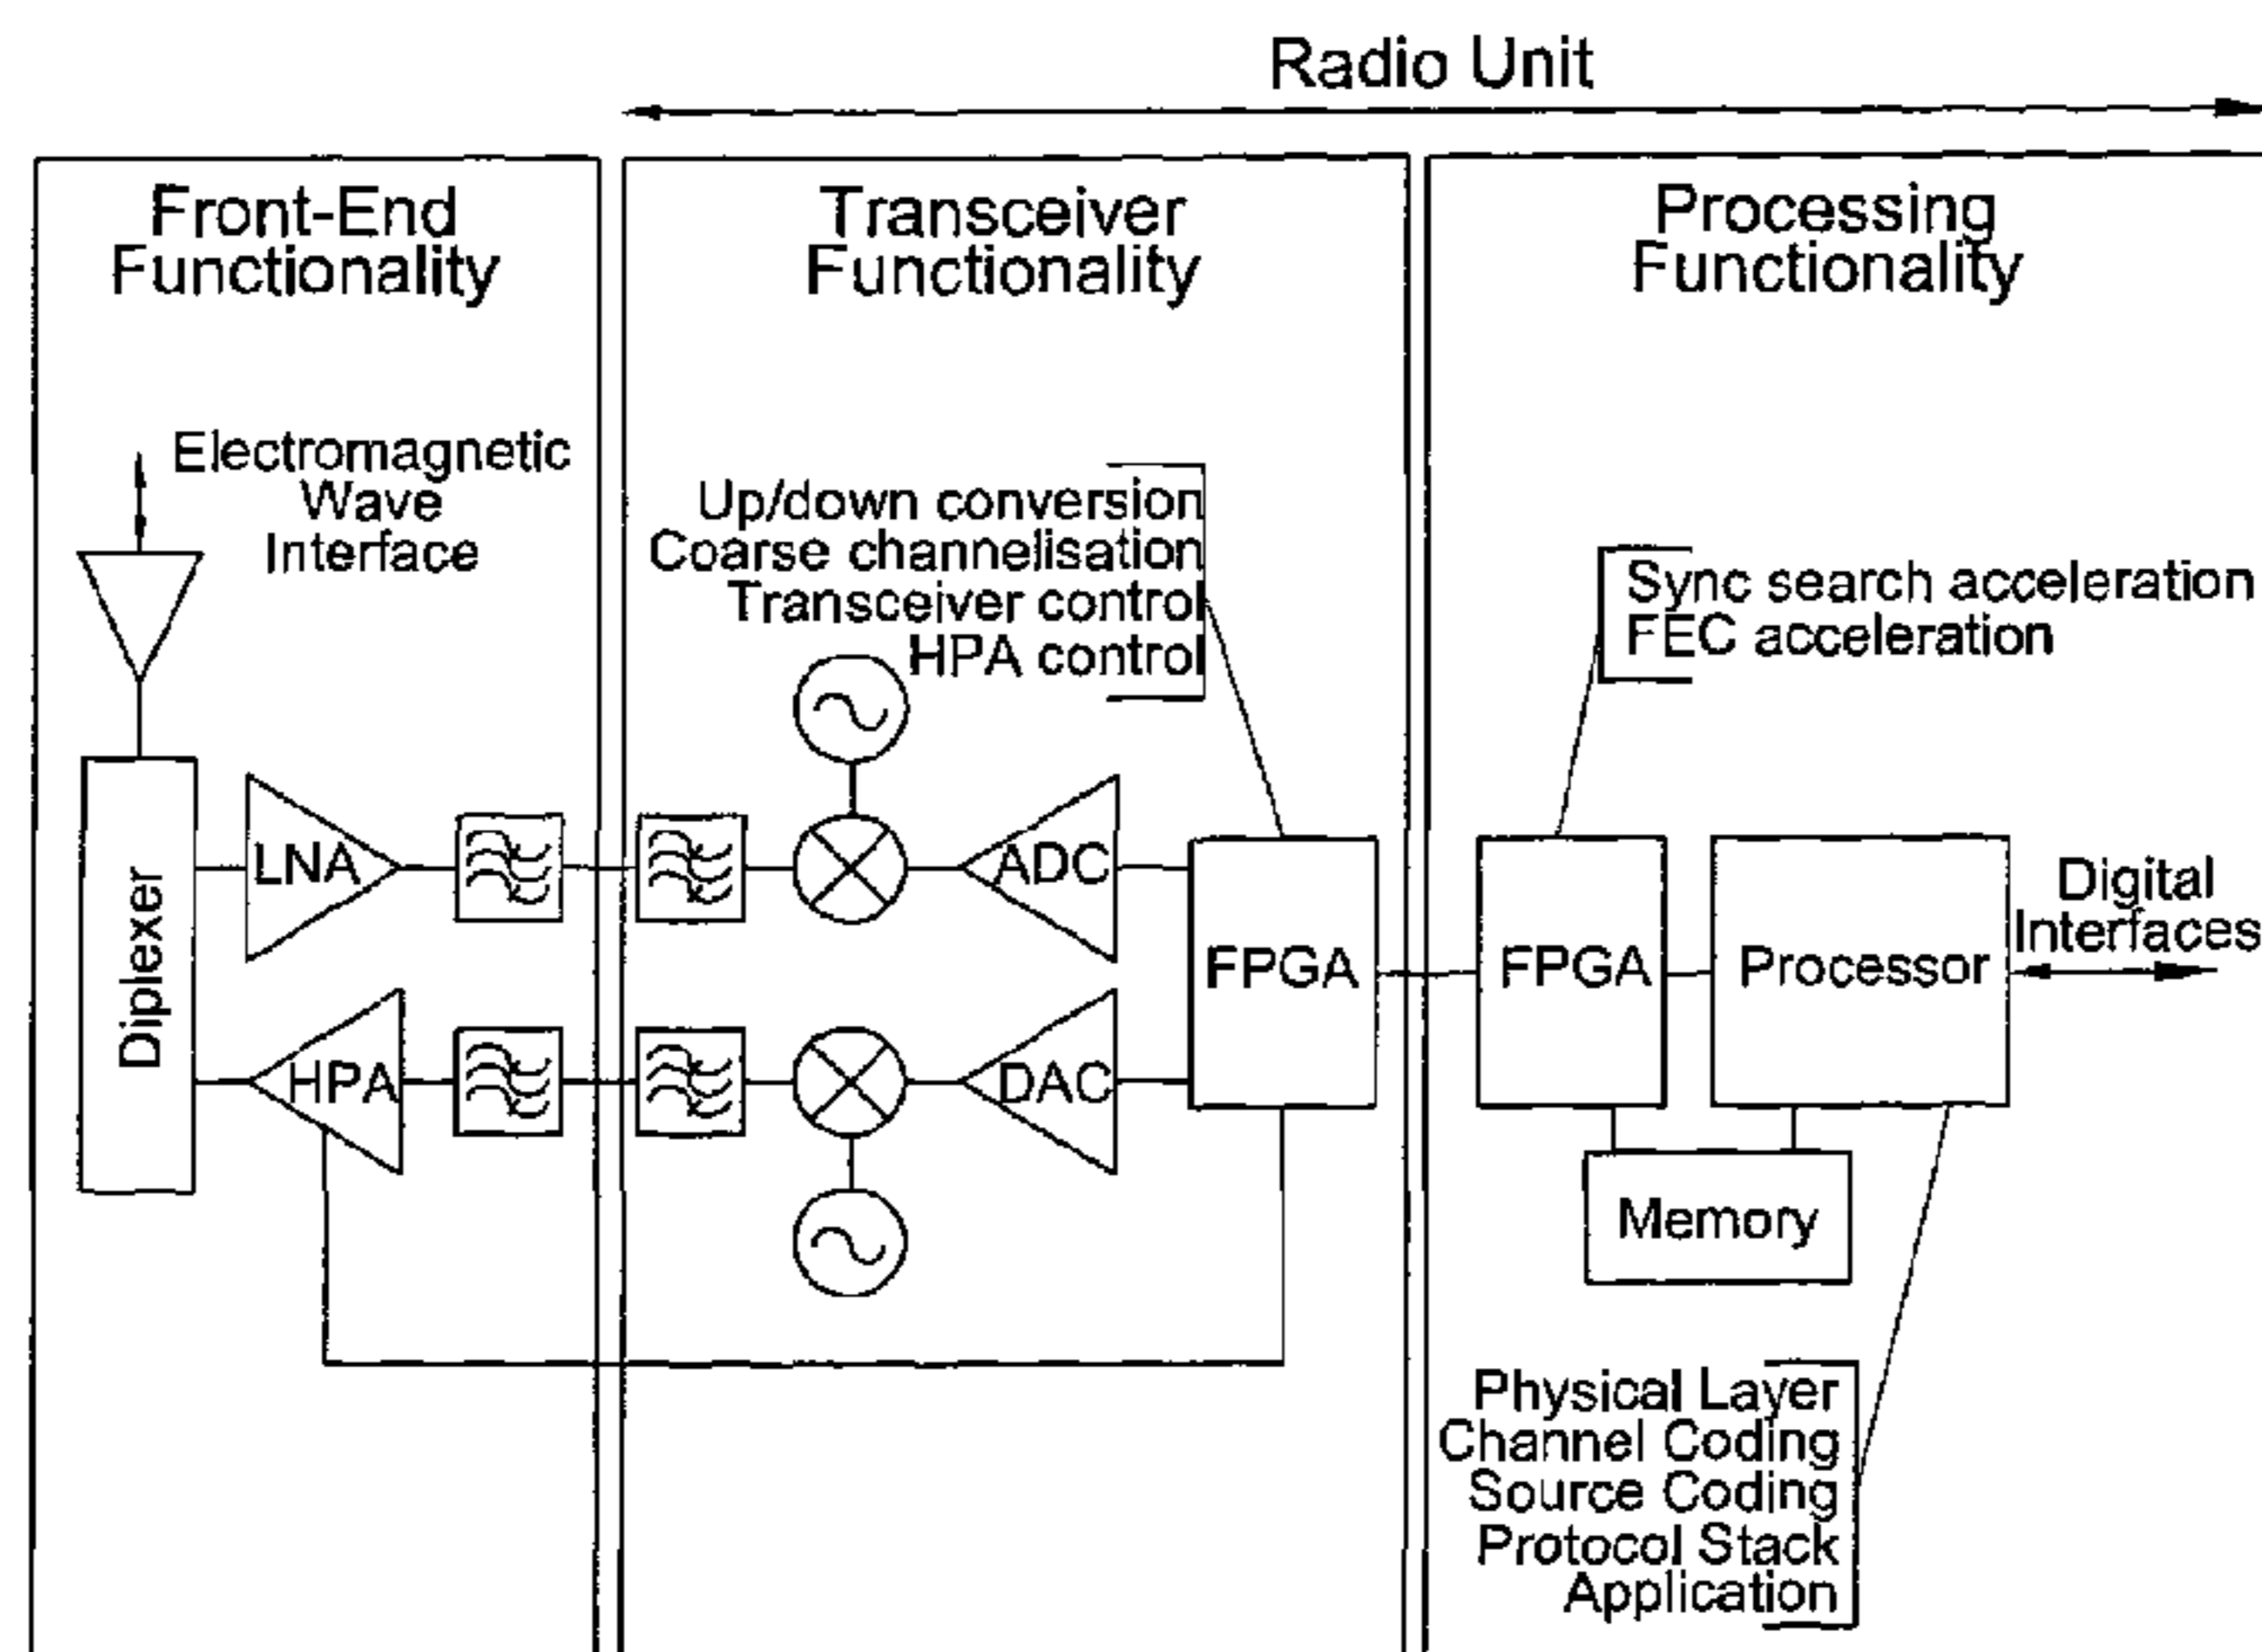 Radio Unit
Front-End
Functionality
Transceiver
Functionality
Processing
Functionality
Electromagnetic
Wave
Interface
Up/down conversion
Coarse channelisation
Transceiver control
HPA control
Sync search acceleration
FEC acceleration
Diplexer
LNA
ADC
HPA
DAC
FPGA
FPGA
Processor
Digital
Interfaces
Memory
Physical Layer
Channel Coding
Source Coding
Protocol Stack
Application